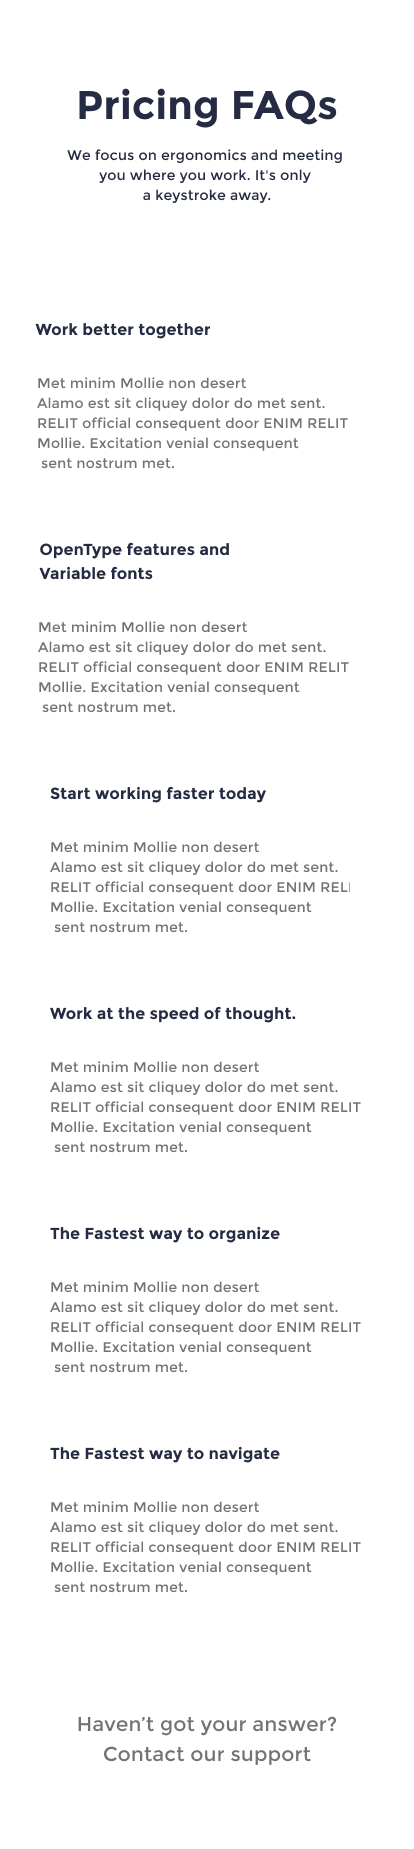 Pricing FAQs
We focus on ergonomics and meeting
you where you work. It's only
a keystroke away.
Work better together
Met minim Mollie non desert
Alamo est sit cliquey dolor do met sent.
RELIT official consequent door ENIM RELIT
Mollie. Excitation venial consequent
sent nostrum met.
OpenType features and
Variable fonts
Met minim Mollie non desert
Alamo est sit cliquey dolor do met sent.
RELIT official consequent door ENIM RELIT
Mollie. Excitation venial consequent
sent nostrum met.
Start working faster today
Met minim Mollie non desert
Alamo est sit cliquey dolor do met sent.
RELIT official consequent door ENIM RELI
Mollie. Excitation venial consequent
sent nostrum met.
Work at the speed of thought.
Met minim Mollie non desert
Alamo est sit cliquey dolor do met sent.
RELIT official consequent door ENIM RELIT
Mollie. Excitation venial consequent
sent nostrum met.
The Fastest way to organize
Met minim Mollie non desert
Alamo est sit cliquey dolor do met sent.
RELIT official consequent door ENIM RELIT
Mollie. Excitation venial consequent
sent nostrum met.
The Fastest way to navigate
Met minim Mollie non desert
Alamo est sit cliquey dolor do met sent.
RELIT official consequent door ENIM RELIT
Mollie. Excitation venial consequent
sent nostrum met.
Haven’t got your answer?
Contact our support